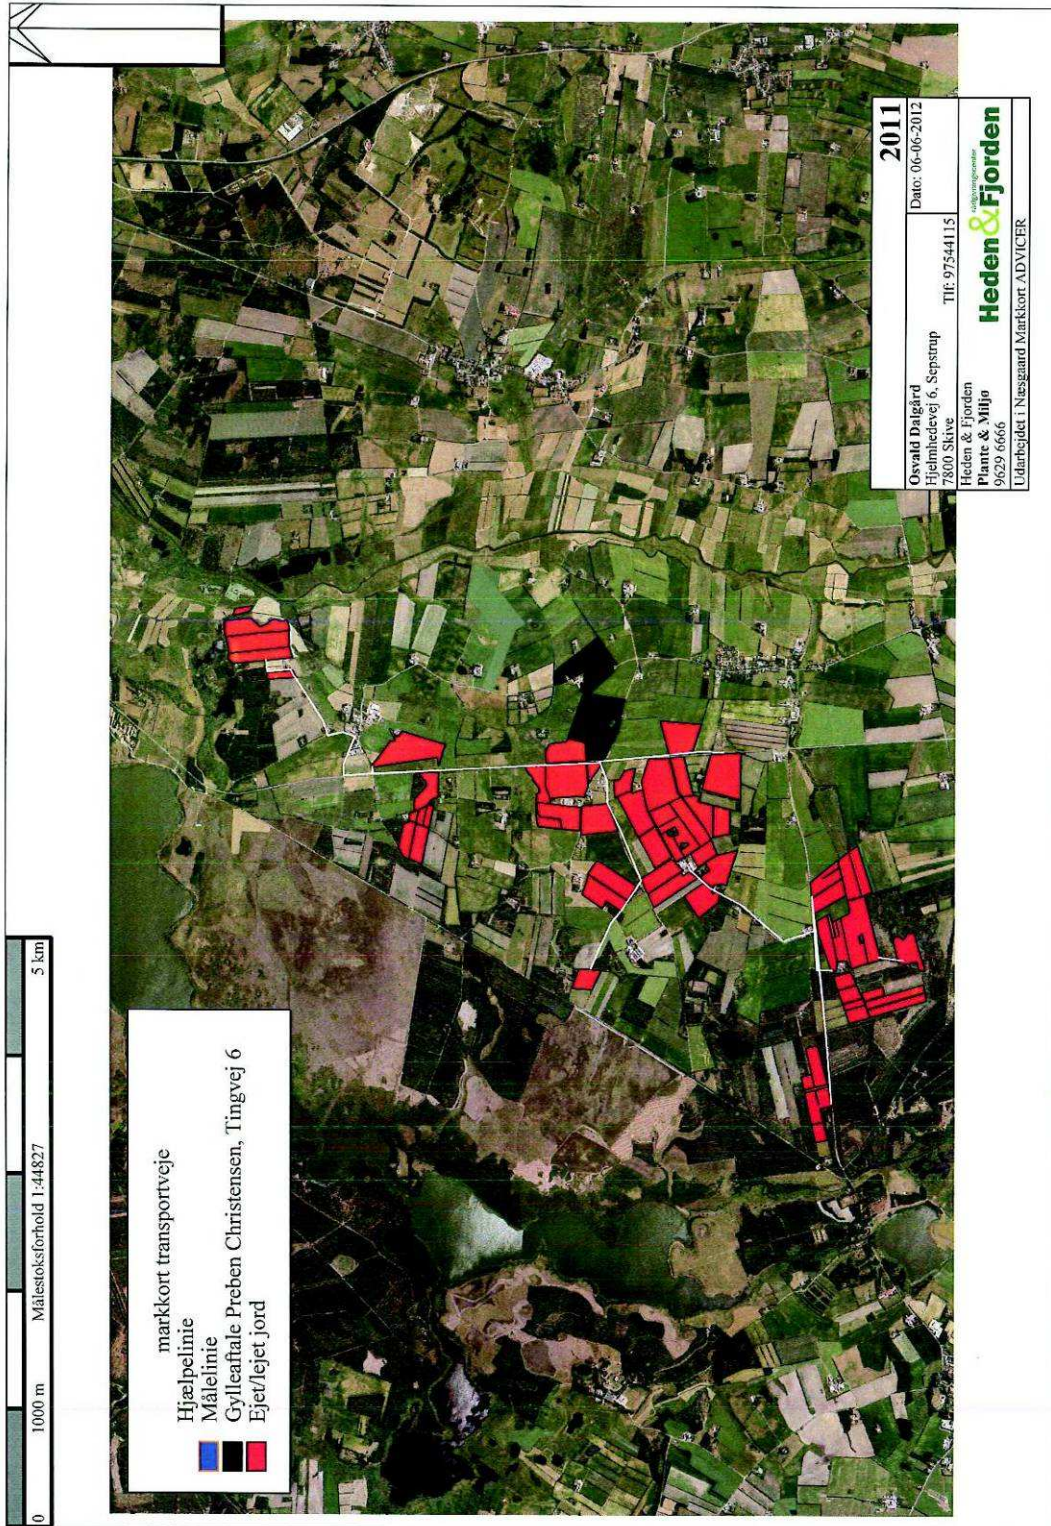 0 1000 m Målestoksforhold 1:44827 5 km
markkort transportveje
Hjælpelinie
Målelinie
Gylleaftale Preben Christensen, Tingvej 6
Ejet/lejet jord
2011
Osvald Dalgård
Dato: 06-06-2012
Hjelmhedevej 6, Sepstrup
7800 Skive Tlf: 97544115
Heden & Fjorden
Plante & Miljø
9629 6666
rådgivningscenter
Heden&Fjorden
Udarbejdet i Næsgaard Markkort ADVICER